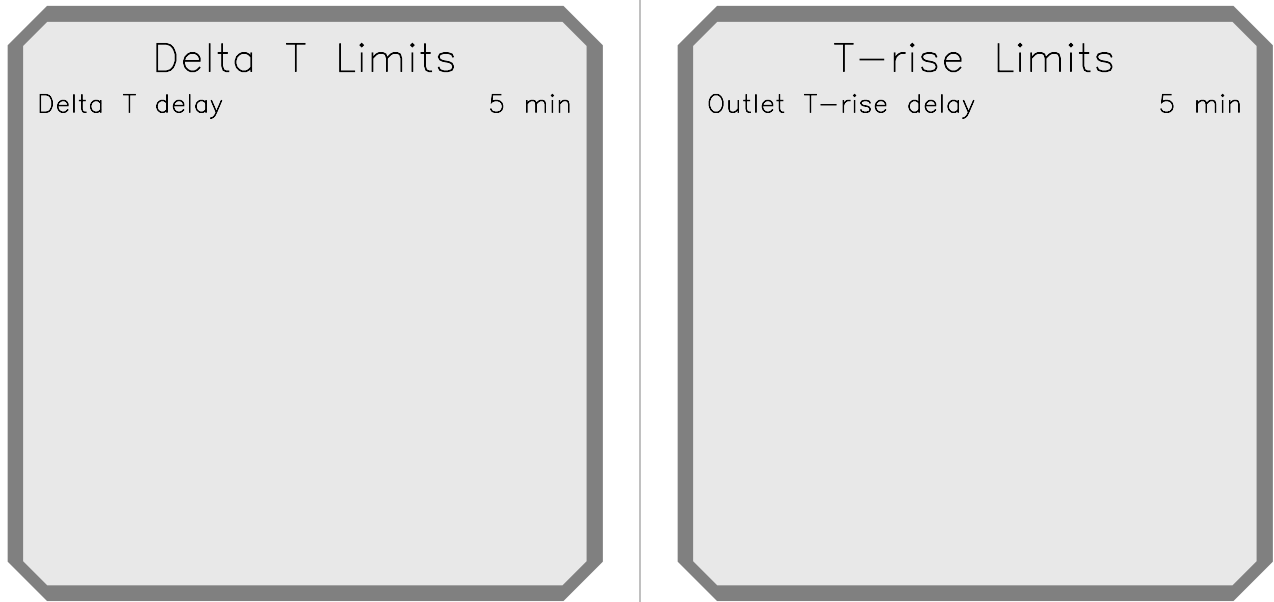 Delta T Limits
Delta T delay 5 min
T-rise Limits
Outlet T-rise delay 5 min